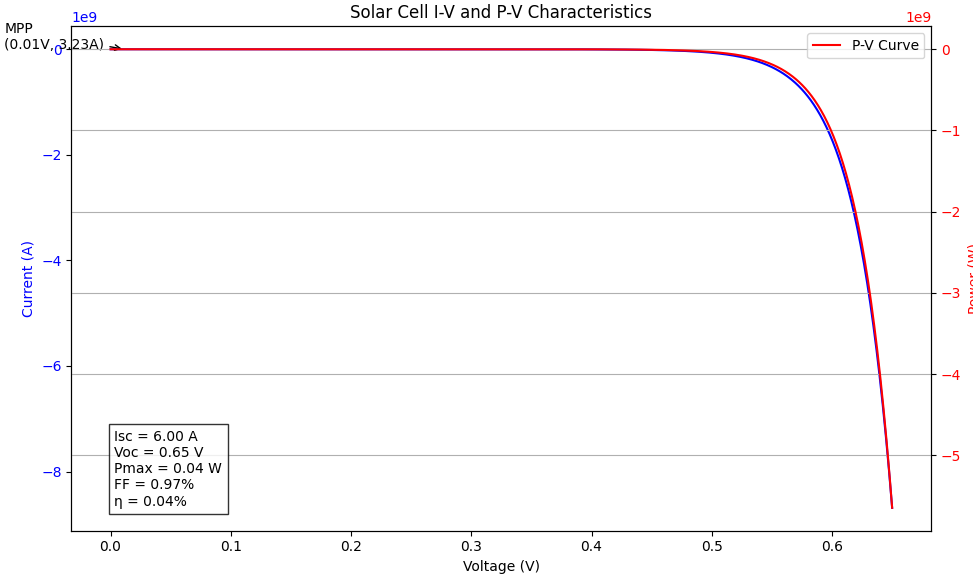 Solar Cell I-V and P-V Characteristics
1e9
1e9
MPP
(0.01V, 3.23A)
P-V Curve
0
−2
−4
−6
−8
Current (A)
0
−1
−2
−3
−4
−5
Power (W)
Isc = 6.00 A
Voc = 0.65 V
Pmax = 0.04 W
FF = 0.97%
η = 0.04%
0.0
0.1
0.2
0.3
0.4
0.5
0.6
Voltage (V)